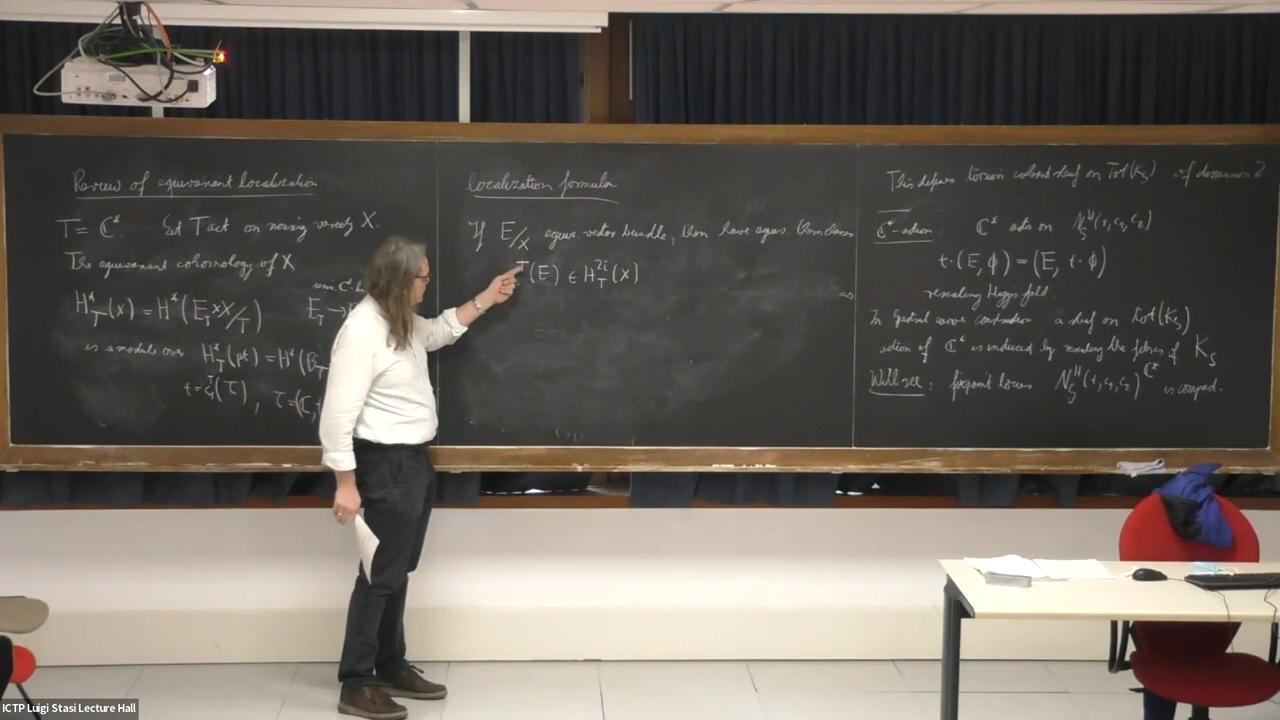 Review of equivariant localization
T = C*. Let T act on
variety X.
The equivariant cohomology of X
H*_T(X) = H*(E_T × X/T)
E_T →
is a module over H*_T(pt) = H*(B_T
t = c_1^T(τ), τ = (C,
localization formula
If E/X equiv. vector bundle, then have equiv. Chern classes
T(E) ∈ H^{2i}_T(X)
This defines torsion coherent sheaf on Tot(K_S) of dimension 2
C*-action: C* acts on N^H_S(r, c_1, c_2)
t·(E, φ) = (E, t·φ)
rescaling Higgs field.
In spectral curve construction a sheaf on Tot(K_S)
action of C* is induced by rescaling the fibres of K_S
Will see: fixpoint locus N^H_S(r, c_1, c_2)^{C*} is compact.
ICTP Luigi Stasi Lecture Hall